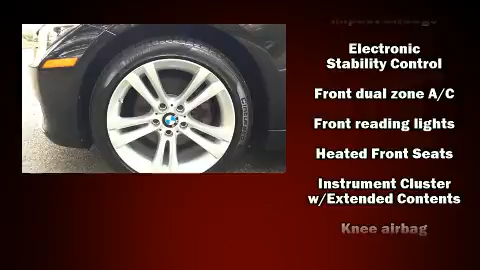 Electronic
Stability Control
Front dual zone A/C
Front reading lights
Heated Front Seats
Instrument Cluster
w/Extended Contents
Knee airbag